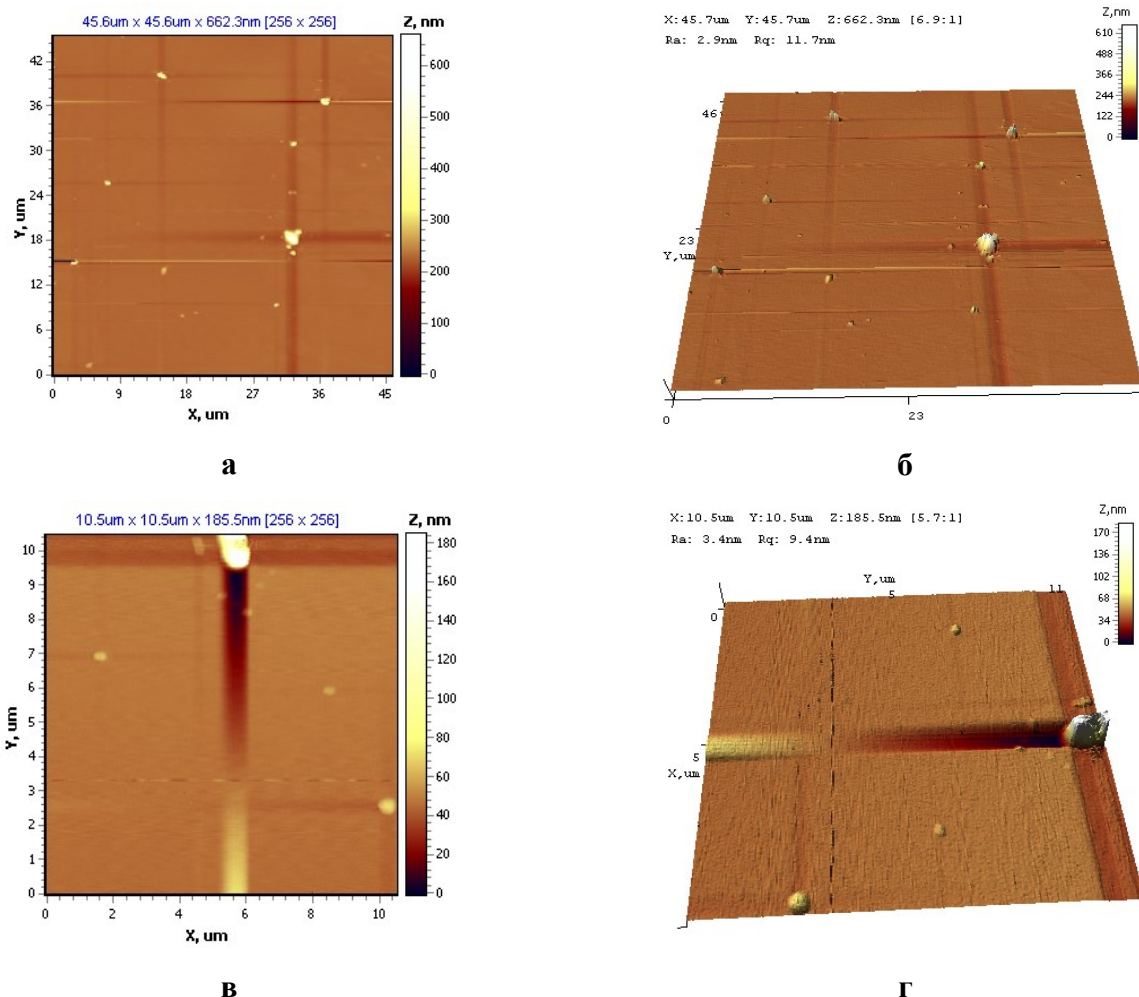 45.6um x 45.6um x 662.3nm [256 x 256]
Z, nm
600
500
400
300
200
100
0
42
36
30
24
18
12
6
0
Y, um
0 9 18 27 36 45
X, um
а
X:45.7um Y:45.7um Z:662.3nm [6.9:1]
Ra: 2.9nm Rq: 11.7nm
Z,nm
610
488
366
244
122
0
46
23
Y,um
0
23
б
10.5um x 10.5um x 185.5nm [256 x 256]
Z, nm
180
160
140
120
100
80
60
40
20
0
10
9
8
7
6
5
4
3
2
1
0
Y, um
0 2 4 6 8 10
X, um
в
X:10.5um Y:10.5um Z:185.5nm [5.7:1]
Ra: 3.4nm Rq: 9.4nm
Z,nm
170
136
102
68
34
0
Y,um
5
11
0
5
X,um
г